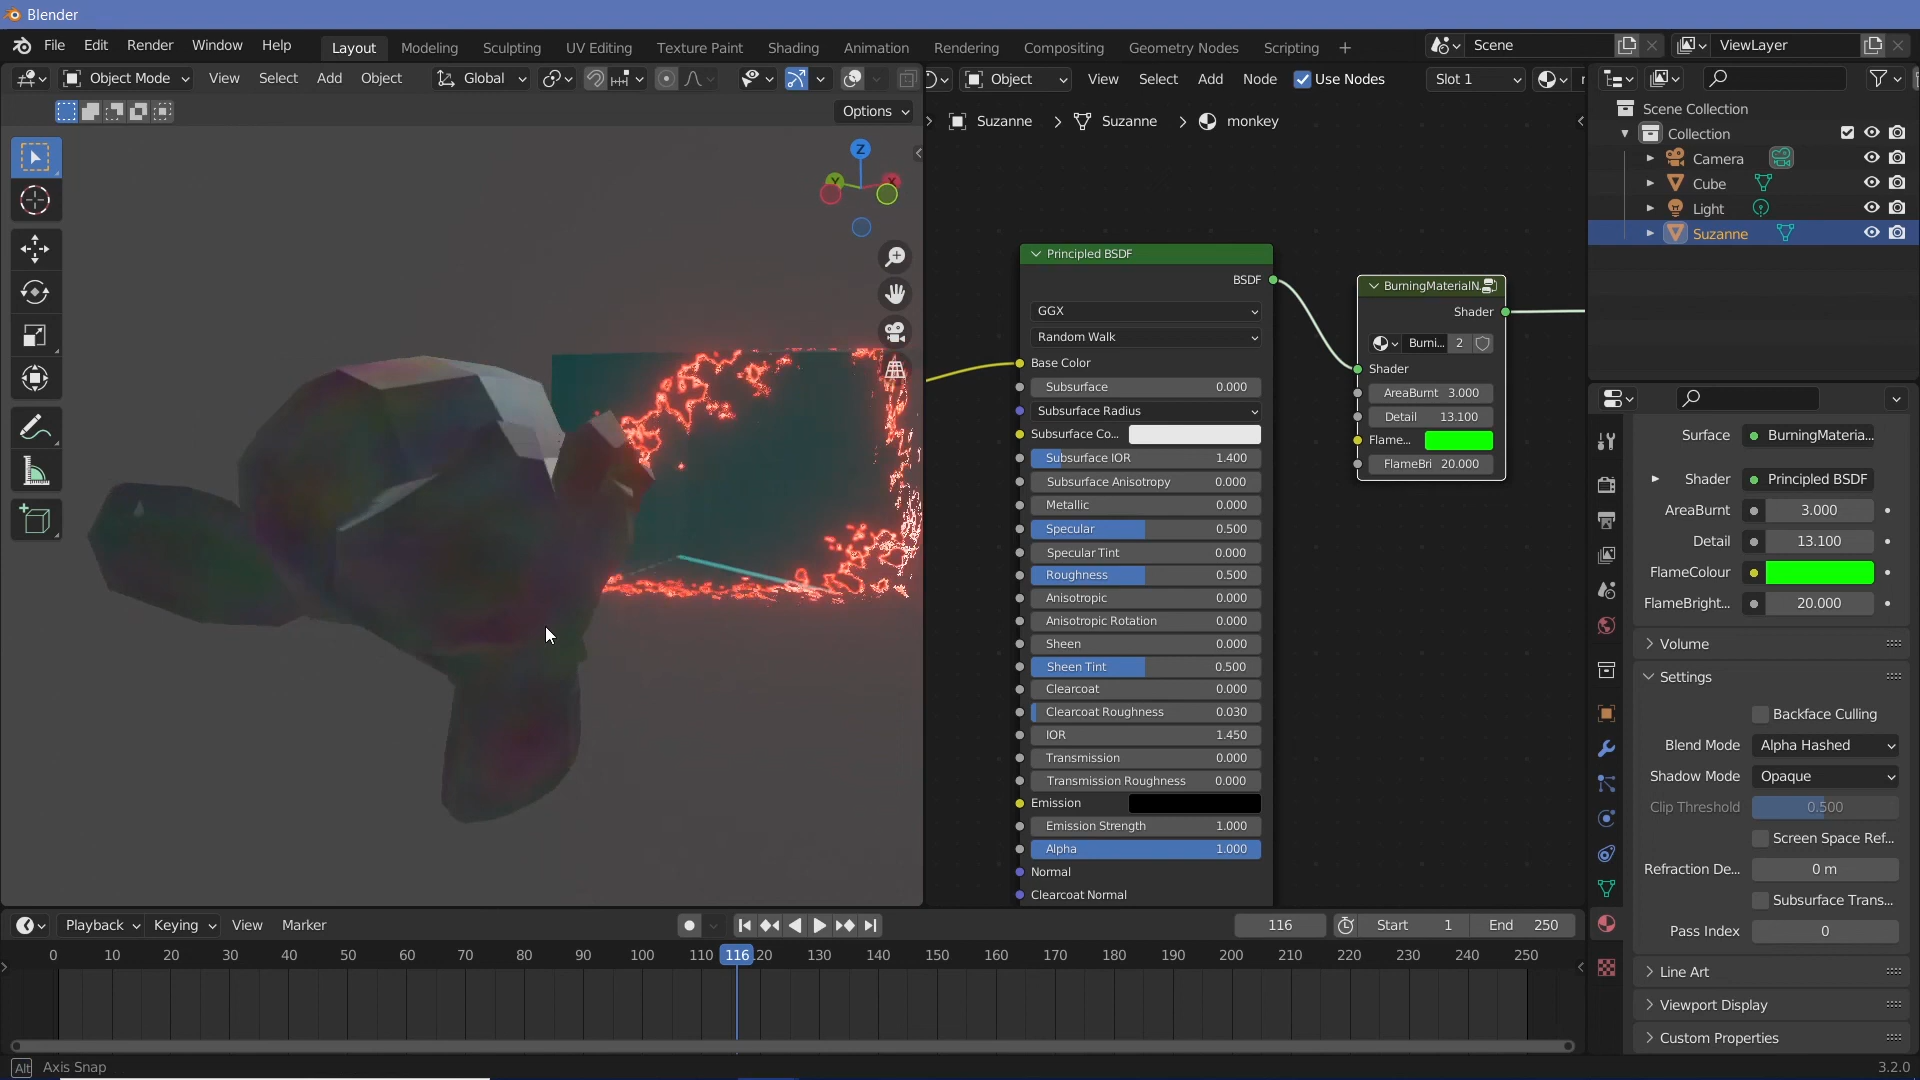 Blender
File Edit Render Window Help Layout Modeling Sculpting UV Editing Texture Paint Shading Animation Rendering Compositing Geometry Nodes Scripting + Scene ViewLayer
Object Mode View Select Add Object Global Object View Select Add Node Use Nodes Slot 1
Options
Suzanne > Suzanne > monkey
Scene Collection
Collection
Camera
Cube
Light
Suzanne
Z
Y
X
Principled BSDF
BSDF
GGX
Random Walk
Base Color
Subsurface 0.000
Subsurface Radius
Subsurface Co...
Subsurface IOR 1.400
Subsurface Anisotropy 0.000
Metallic 0.000
Specular 0.500
Specular Tint 0.000
Roughness 0.500
Anisotropic 0.000
Anisotropic Rotation 0.000
Sheen 0.000
Sheen Tint 0.500
Clearcoat 0.000
Clearcoat Roughness 0.030
IOR 1.450
Transmission 0.000
Transmission Roughness 0.000
Emission
Emission Strength 1.000
Alpha 1.000
Normal
Clearcoat Normal
BurningMaterialN..
Shader
Burni... 2
Shader
AreaBurnt 3.000
Detail 13.100
Flame...
FlameBri 20.000
Surface BurningMateria...
Shader Principled BSDF
AreaBurnt 3.000
Detail 13.100
FlameColour
FlameBright... 20.000
Volume
Settings
Backface Culling
Blend Mode Alpha Hashed
Shadow Mode Opaque
Clip Threshold 0.500
Screen Space Ref...
Refraction De... 0 m
Subsurface Trans...
Pass Index 0
Line Art
Viewport Display
Custom Properties
Playback Keying View Marker 116 Start 1 End 250
0 10 20 30 40 50 60 70 80 90 100 110 116 20 130 140 150 160 170 180 190 200 210 220 230 240 250
Alt Axis Snap 3.2.0